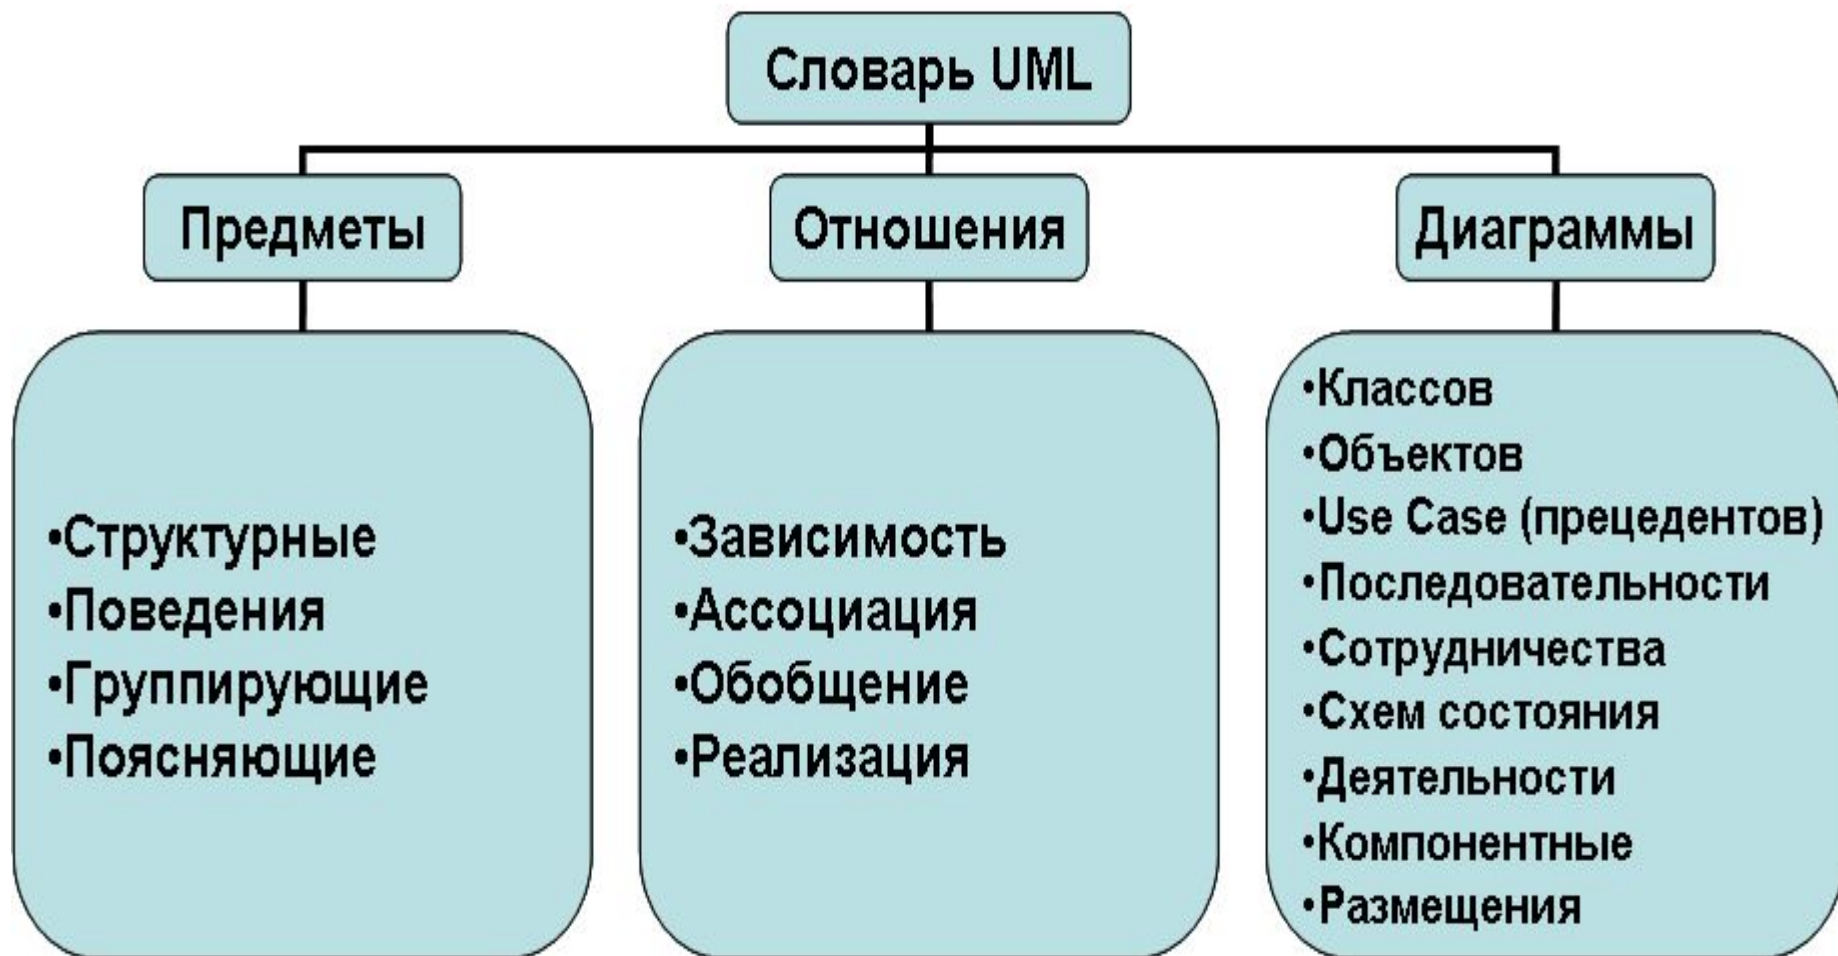 Словарь UML
Предметы
Отношения
Диаграммы
•Структурные
•Поведения
•Группирующие
•Поясняющие
•Зависимость
•Ассоциация
•Обобщение
•Реализация
•Классов
•Объектов
•Use Case (прецедентов)
•Последовательности
•Сотрудничества
•Схем состояния
•Деятельности
•Компонентные
•Размещения